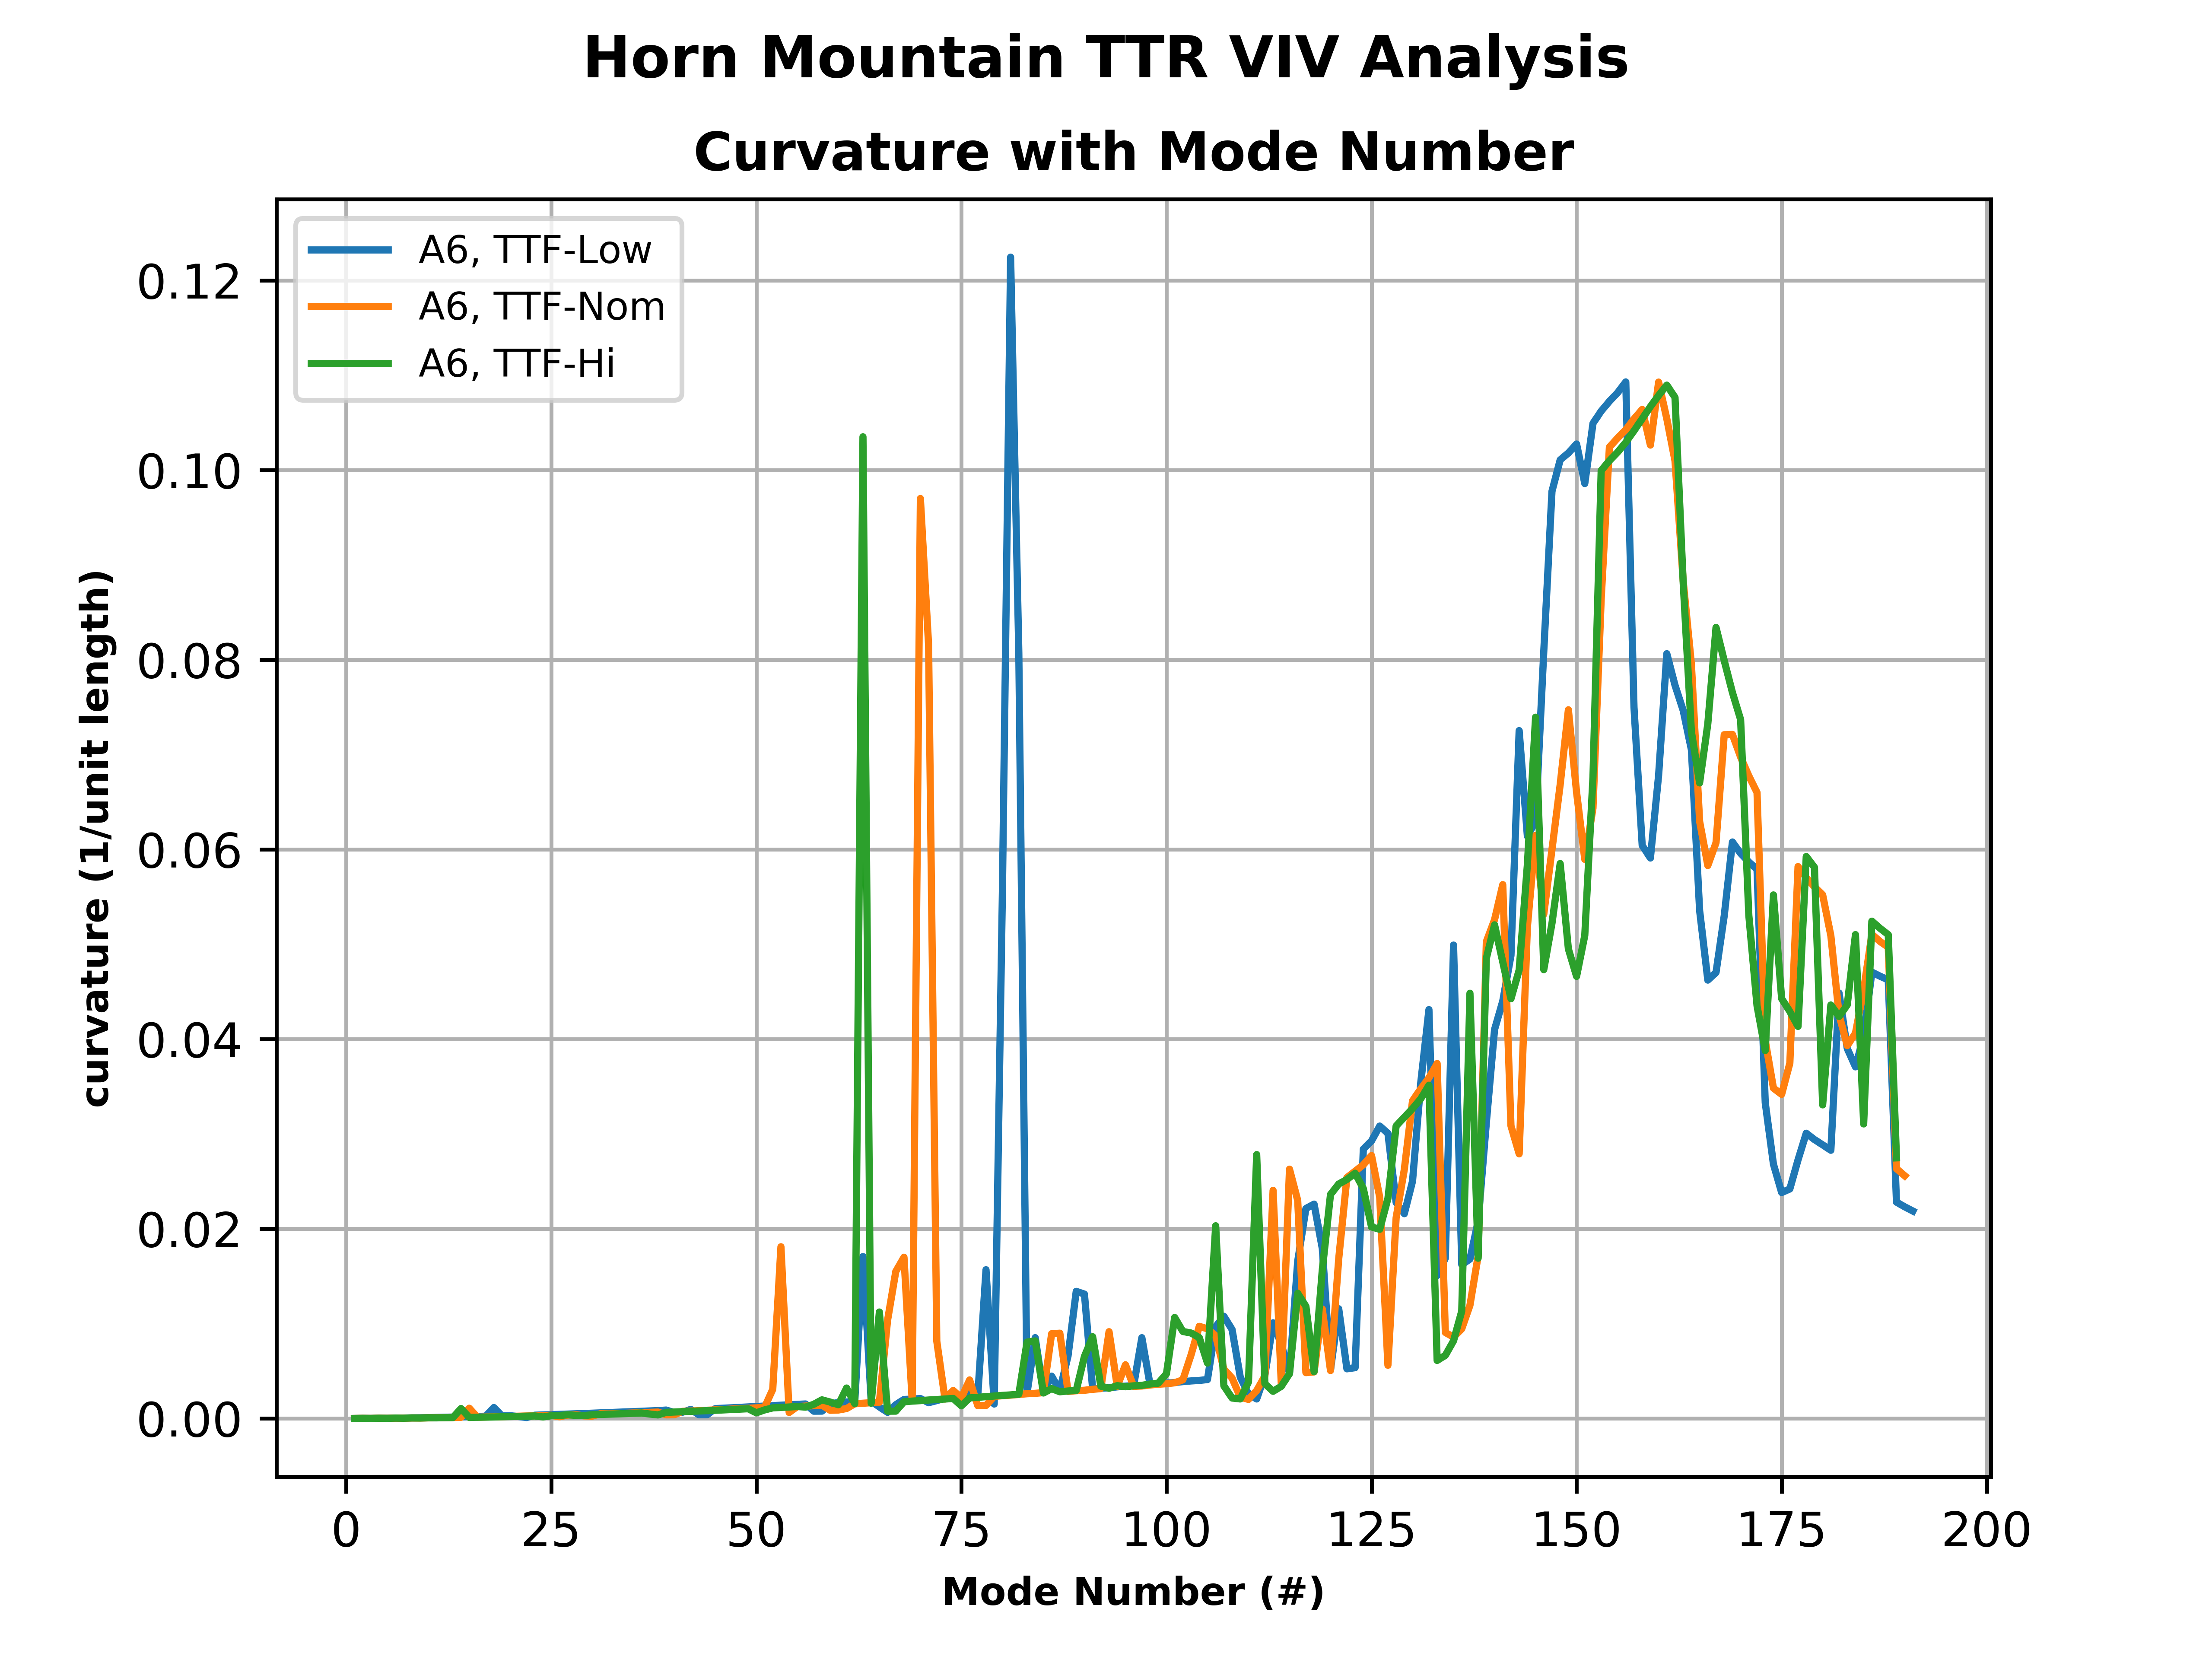 Horn Mountain TTR VIV Analysis
Curvature with Mode Number
A6, TTF-Low
A6, TTF-Nom
A6, TTF-Hi
curvature (1/unit length)
0.12
0.10
0.08
0.06
0.04
0.02
0.00
0 25 50 75 100 125 150 175 200
Mode Number (#)